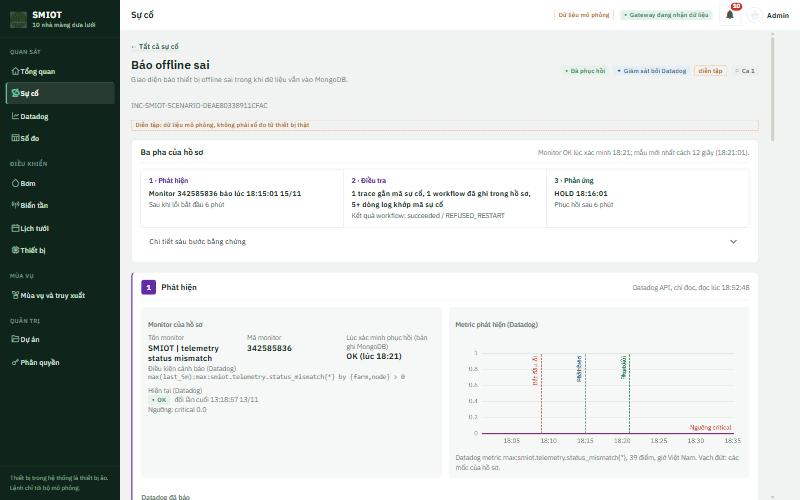 SMIOT
10 nhà màng dưa lưới
QUAN SÁT
Tổng quan
Sự cố
Datadog
Số đo
ĐIỀU KHIỂN
Bơm
Biến tần
Lịch tưới
Thiết bị
MÙA VỤ
Mùa vụ và truy xuất
QUẢN TRỊ
Dự án
Phân quyền
Thiết bị trong hệ thống là thiết bị ảo.
Lệnh chỉ tới bộ mô phỏng.
Sự cố
Dữ liệu mô phỏng
Gateway đang nhận dữ liệu
30
Admin
← Tất cả sự cố
Báo offline sai
Giao diện báo thiết bị offline sai trong khi dữ liệu vẫn vào MongoDB.
Đã phục hồi
Giám sát bởi Datadog
diễn tập
Ca 1
INC-SMIOT-SCENARIO-DEAE80338911CFAC
Diễn tập: dữ liệu mô phỏng, không phải số đo từ thiết bị thật
Ba pha của hồ sơ
Monitor OK lúc xác minh 18:21; mẫu mới nhất cách 12 giây (18:21:01).
1 · Phát hiện
Monitor 342585836 báo lúc 18:15:01 15/11
Sau khi lỗi bắt đầu 6 phút
2 · Điều tra
1 trace gắn mã sự cố, 1 workflow đã ghi trong hồ sơ,
5+ dòng log khớp mã sự cố
Kết quả workflow: succeeded / REFUSED_RESTART
3 · Phản ứng
HOLD 18:16:01
Phục hồi sau 6 phút
Chi tiết sáu bước bằng chứng
1
Phát hiện
Datadog API, chỉ đọc, đọc lúc 18:52:48
Monitor của hồ sơ
Tên monitor
SMIOT | telemetry
status mismatch
Mã monitor
342585836
Lúc xác minh phục hồi (bản
ghi MongoDB)
OK (lúc 18:21)
Điều kiện cảnh báo (Datadog)
max(last_5m):max:smiot.telemetry.status_mismatch{*} by {farm,node} > 0
Hiện tại (Datadog)
OK
đổi lần cuối 13:18:57 13/11
Ngưỡng: critical 0.0
Metric phát hiện (Datadog)
1
0.8
0.6
0.4
0.2
0
Ngưỡng critical
18:05
18:10
18:15
18:20
18:25
18:30
18:35
Datadog metric max:smiot.telemetry.status_mismatch{*}, 39 điểm, giờ Việt Nam. Vạch đứt: các
mốc của hồ sơ.
Datadog đã báo